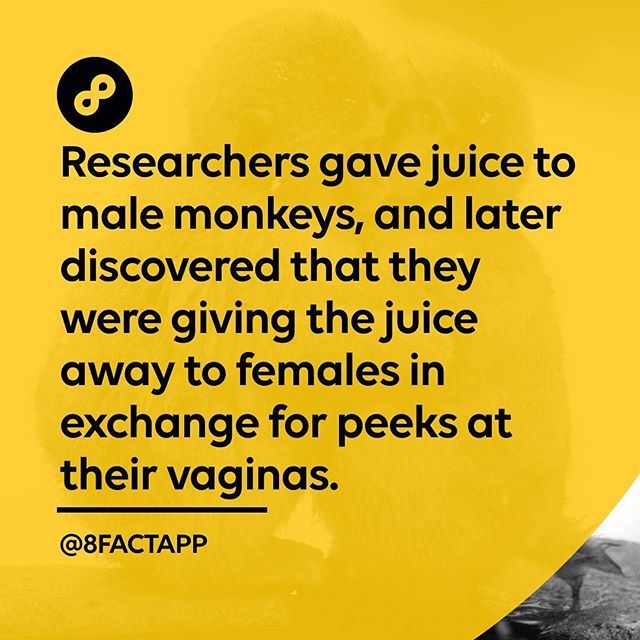 Researchers gave juice to
male monkeys, and later
discovered that they
were giving the juice
away to females in
exchange for peeks at
their vaginas.
@8FACTAPP